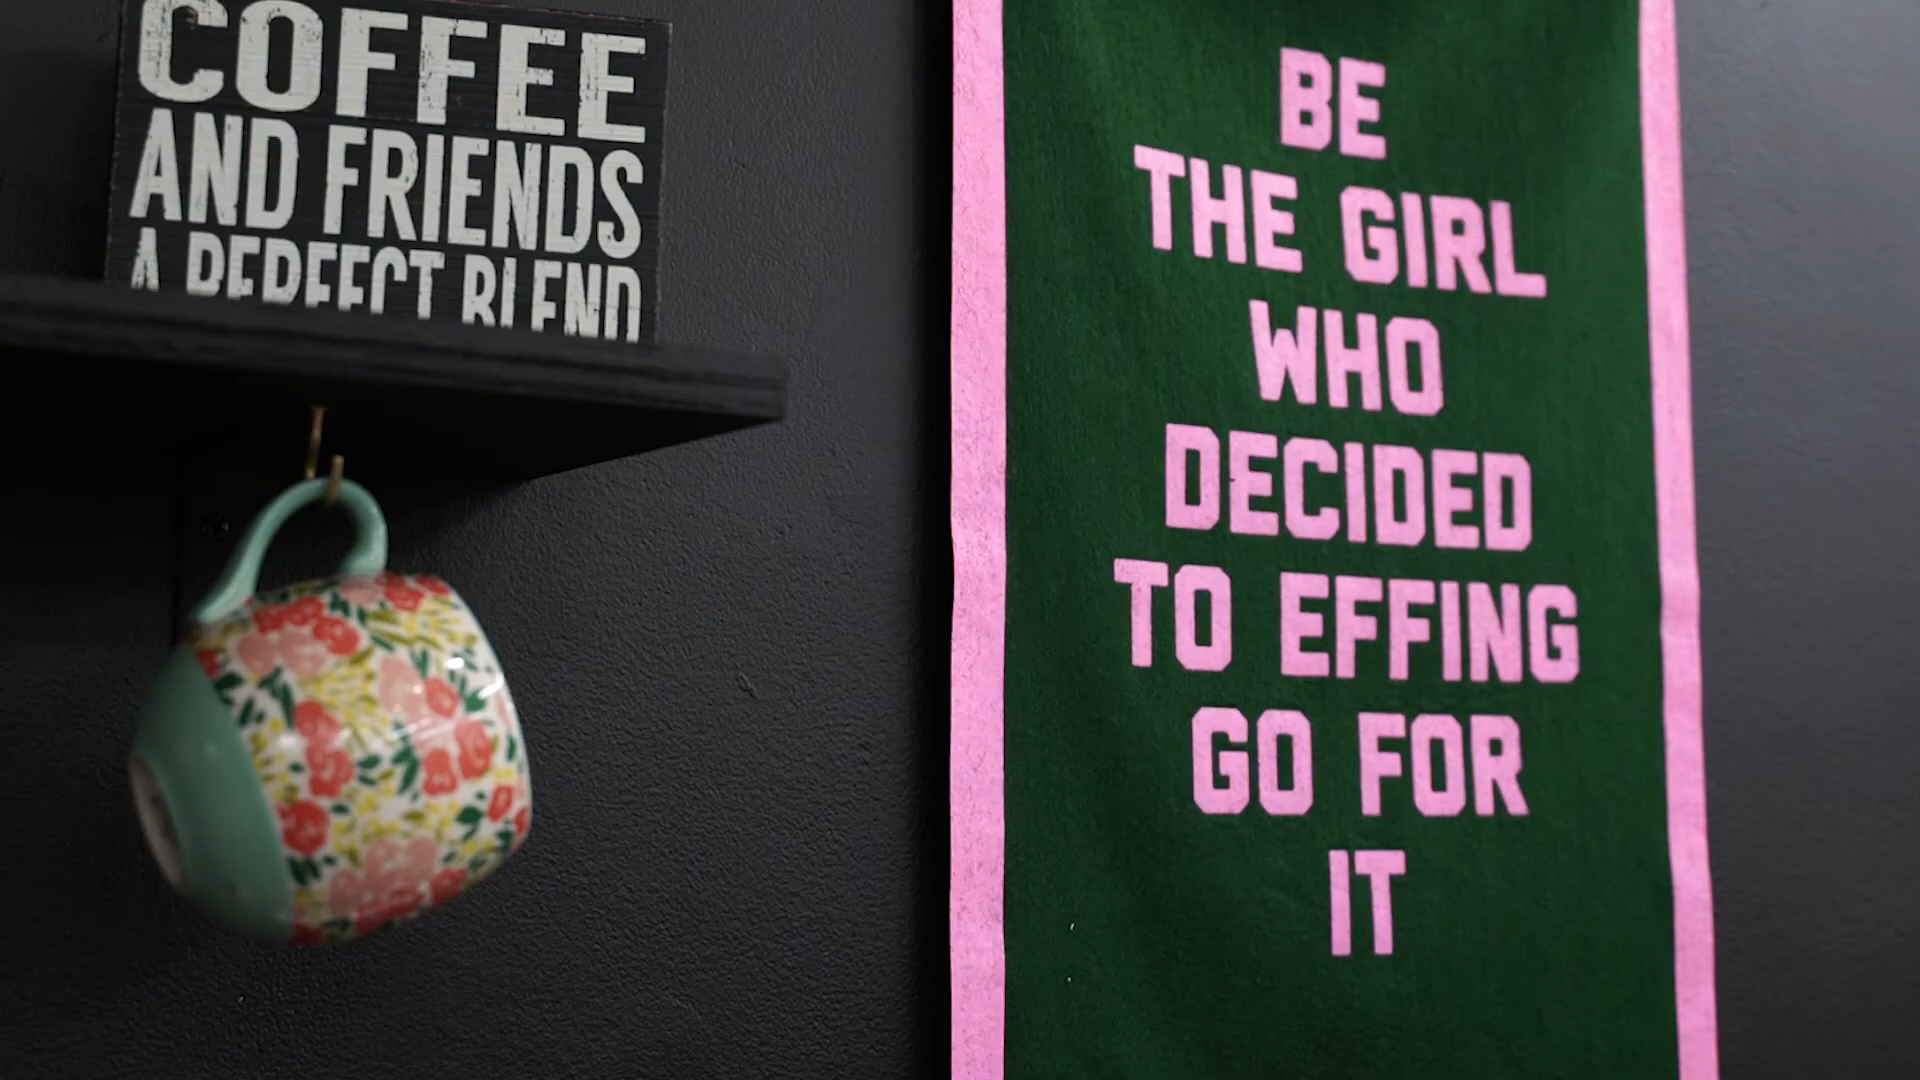 COFFEE
AND FRIENDS
A PERFECT BLEND
BE
THE GIRL
WHO
DECIDED
TO EFFING
GO FOR
IT